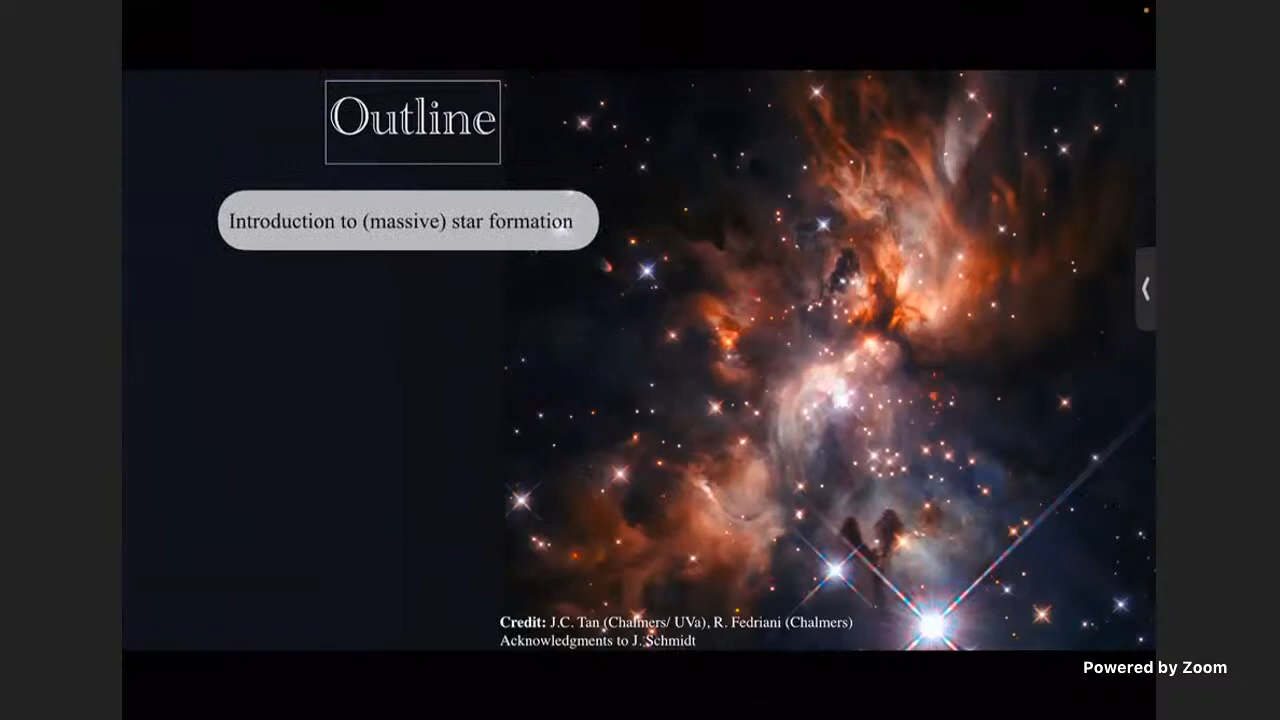 Outline
Introduction to (massive) star formation
Credit: J.C. Tan (Chalmers/ UVa), R. Fedriani (Chalmers)
Acknowledgments to J. Schmidt
Powered by Zoom